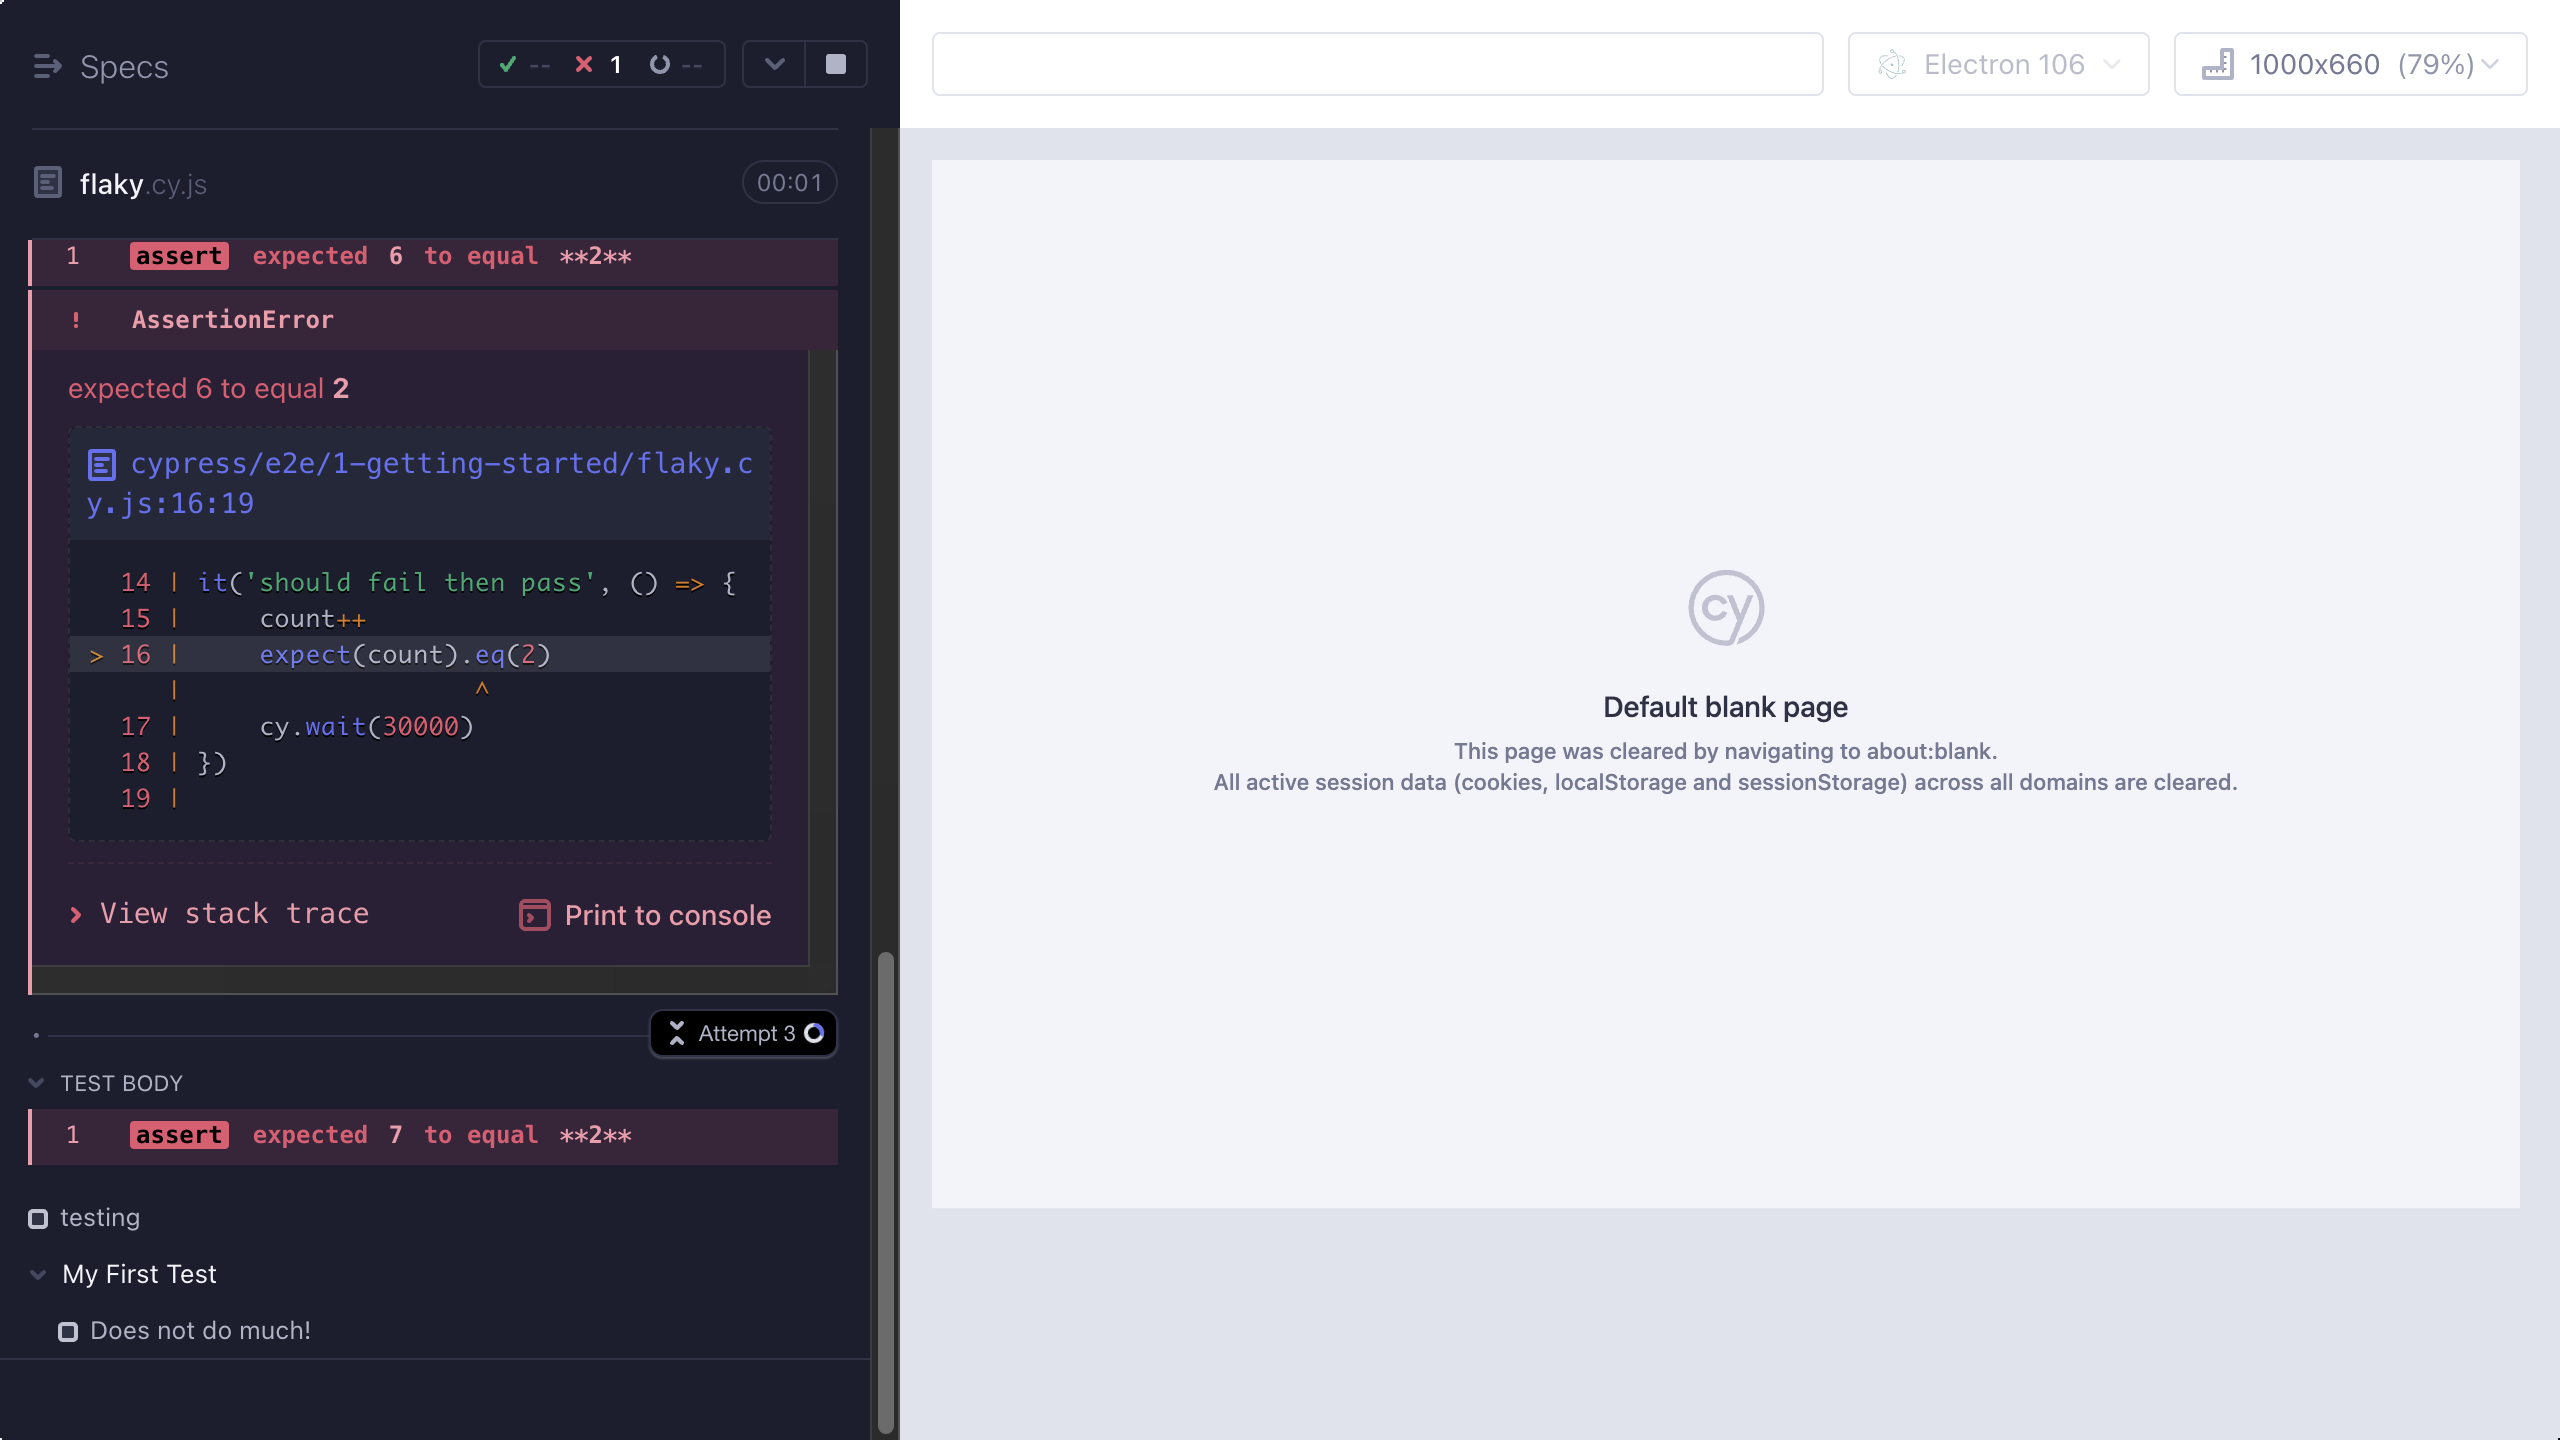 Specs
-- 1 --
Electron 106
1000x660 (79%)
flaky.cy.js
00:01
1 assert expected 6 to equal **2**
! AssertionError
expected 6 to equal 2
cypress/e2e/1-getting-started/flaky.c
y.js:16:19
14 | it('should fail then pass', () => {
15 |     count++
> 16 |     expect(count).eq(2)
|                   ^
17 |     cy.wait(30000)
18 | })
19 |
View stack trace
Print to console
Attempt 3
TEST BODY
1 assert expected 7 to equal **2**
testing
My First Test
Does not do much!
cy
Default blank page
This page was cleared by navigating to about:blank.
All active session data (cookies, localStorage and sessionStorage) across all domains are cleared.